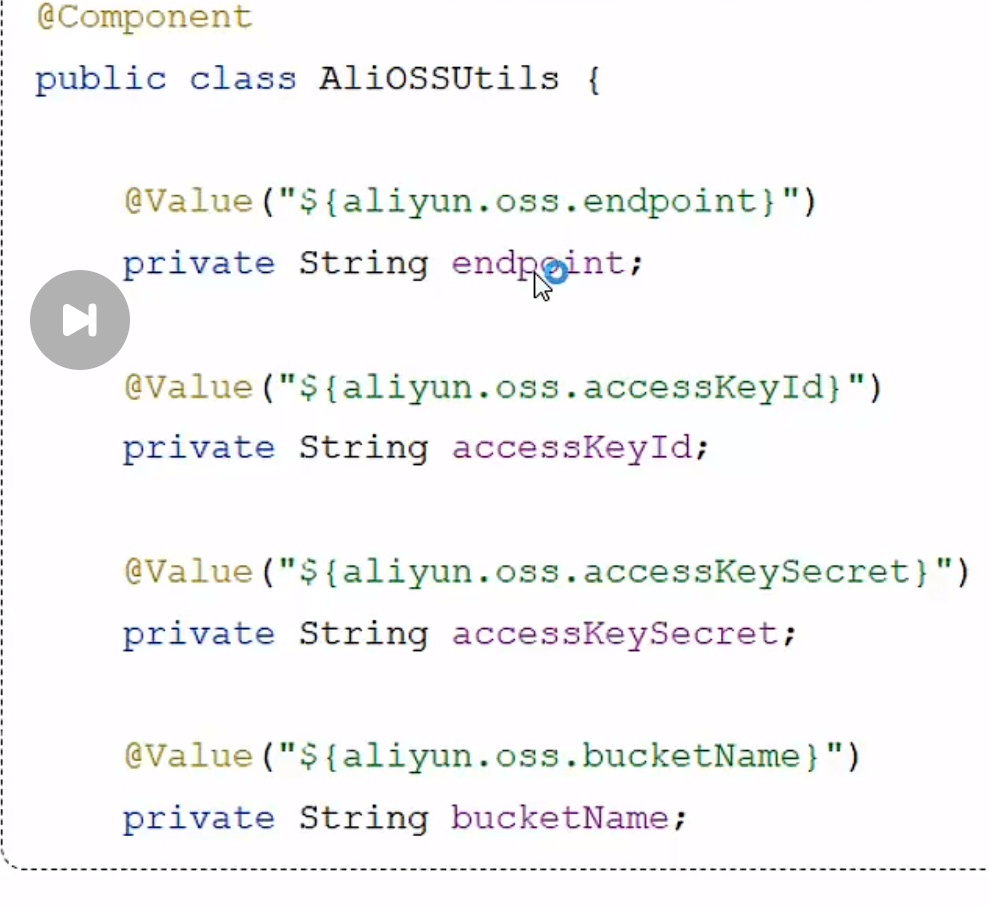 @Component
public class AliOSSUtils {
@Value("${aliyun.oss.endpoint}")
private String endpoint;
@Value("${aliyun.oss.accessKeyId}")
private String accessKeyId;
@Value("${aliyun.oss.accessKeySecret}")
private String accessKeySecret;
@Value("${aliyun.oss.bucketName}")
private String bucketName;